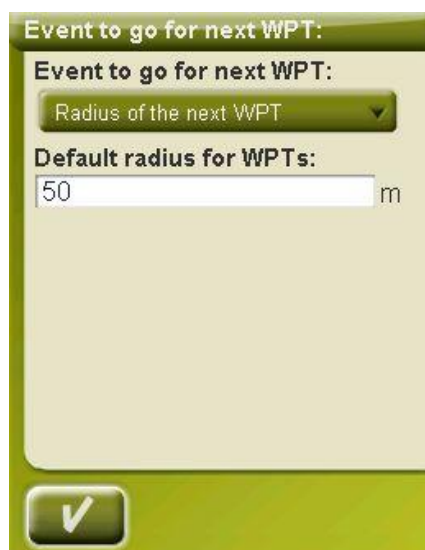 Event to go for next WPT:
Event to go for next WPT:
Radius of the next WPT
Default radius for WPTs:
50 m